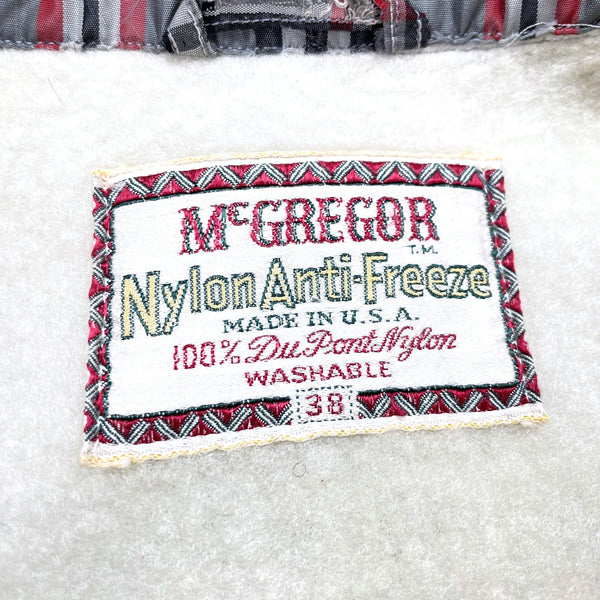 McGREGOR
T.M.
Nylon Anti-Freeze
MADE IN U.S.A.
100% Du Pont Nylon
WASHABLE
38